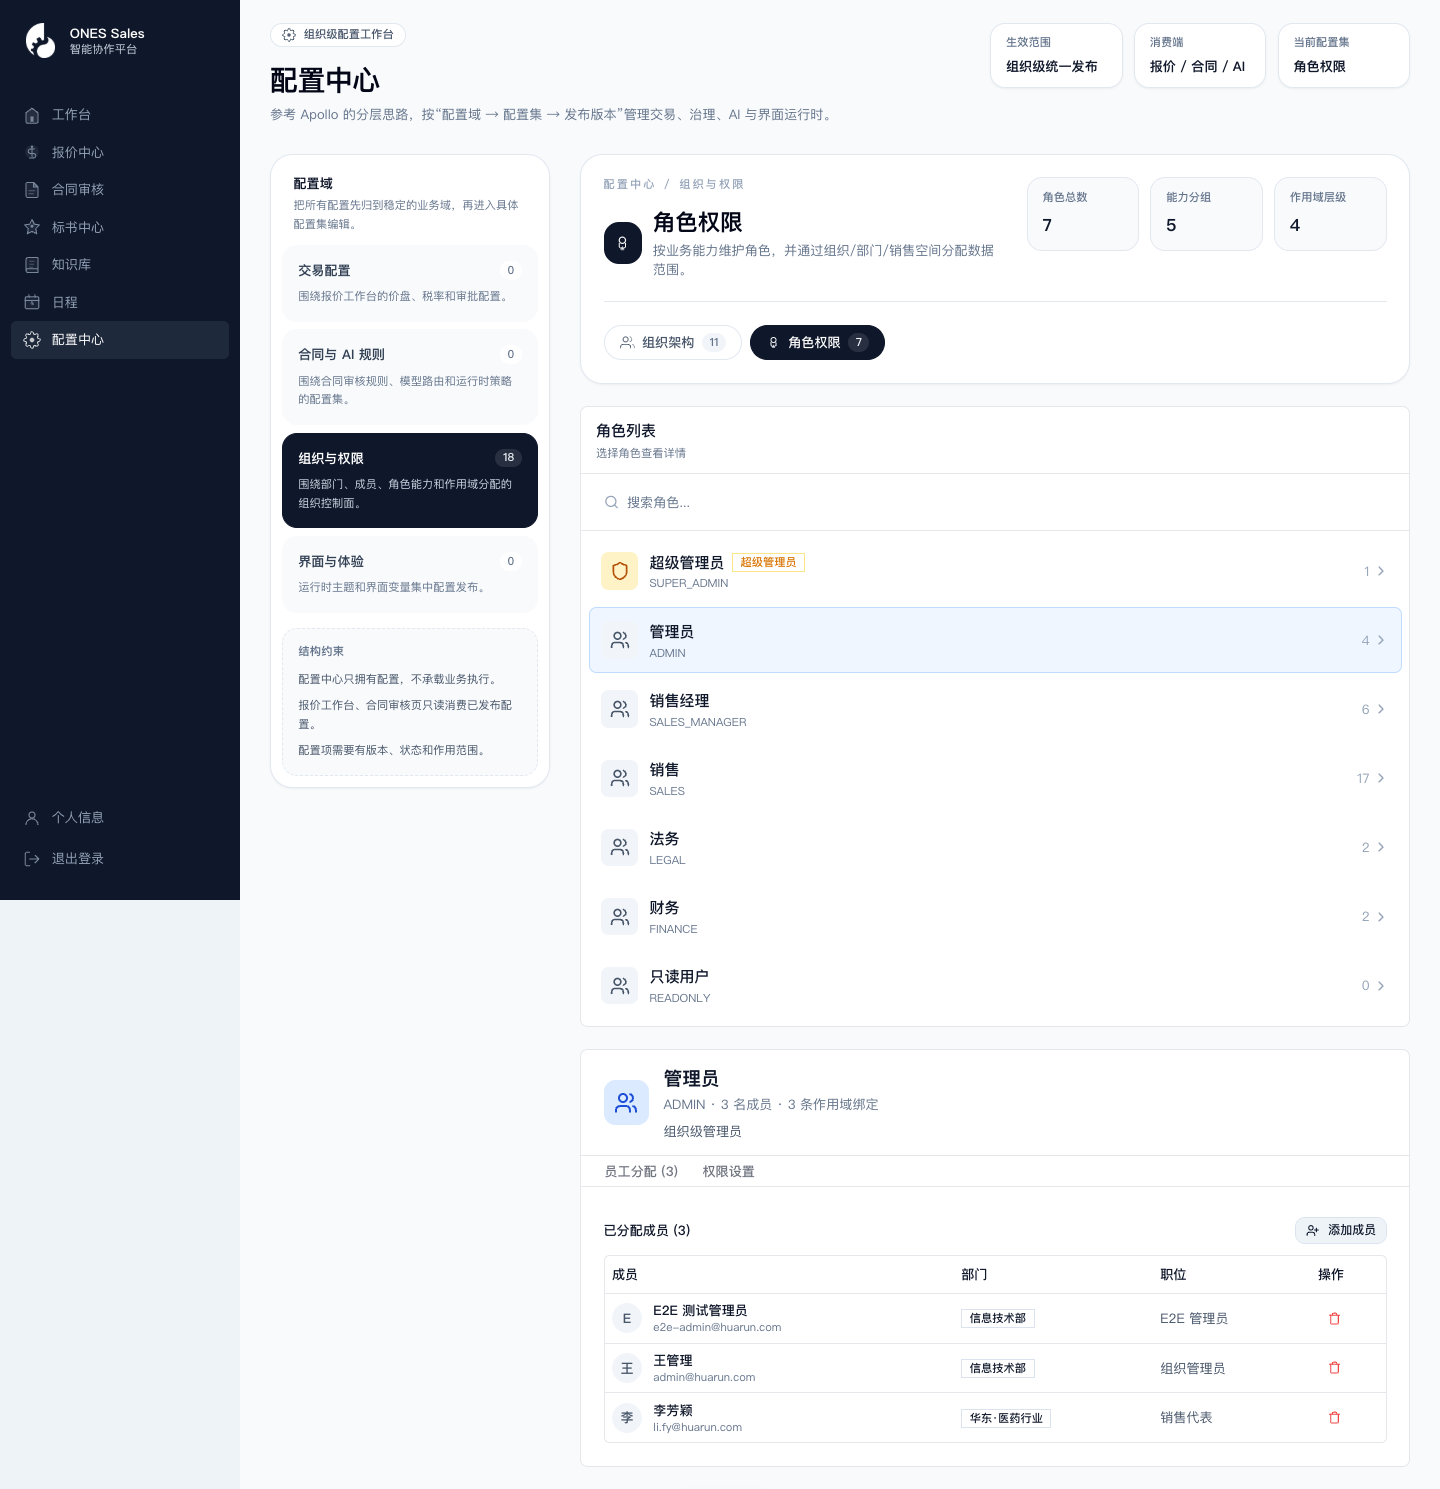 ONES Sales
智能协作平台
工作台
报价中心
合同审核
标书中心
知识库
日程
配置中心
个人信息
退出登录
组织级配置工作台
配置中心
参考 Apollo 的分层思路，按“配置域 → 配置集 → 发布版本”管理交易、治理、AI 与界面运行时。
生效范围
组织级统一发布
消费端
报价 / 合同 / AI
当前配置集
角色权限
配置域
把所有配置先归到稳定的业务域，再进入具体
配置集编辑。
交易配置
0
围绕报价工作台的价盘、税率和审批配置。
合同与 AI 规则
0
围绕合同审核规则、模型路由和运行时策略
的配置集。
组织与权限
18
围绕部门、成员、角色能力和作用域分配的
组织控制面。
界面与体验
0
运行时主题和界面变量集中配置发布。
结构约束
配置中心只拥有配置，不承载业务执行。
报价工作台、合同审核页只读消费已发布配
置。
配置项需要有版本、状态和作用范围。
配置中心 / 组织与权限
角色权限
按业务能力维护角色，并通过组织/部门/销售空间分配数据
范围。
角色总数
7
能力分组
5
作用域层级
4
组织架构 11
角色权限 7
角色列表
选择角色查看详情
搜索角色...
超级管理员 超级管理员
SUPER_ADMIN
1
管理员
ADMIN
4
销售经理
SALES_MANAGER
6
销售
SALES
17
法务
LEGAL
2
财务
FINANCE
2
只读用户
READONLY
0
管理员
ADMIN · 3 名成员 · 3 条作用域绑定
组织级管理员
员工分配 (3) 权限设置
已分配成员 (3)
添加成员
成员 部门 职位 操作
E
E2E 测试管理员
e2e-admin@huarun.com
信息技术部
E2E 管理员
王
王管理
admin@huarun.com
信息技术部
组织管理员
李
李芳颖
li.fy@huarun.com
华东·医药行业
销售代表